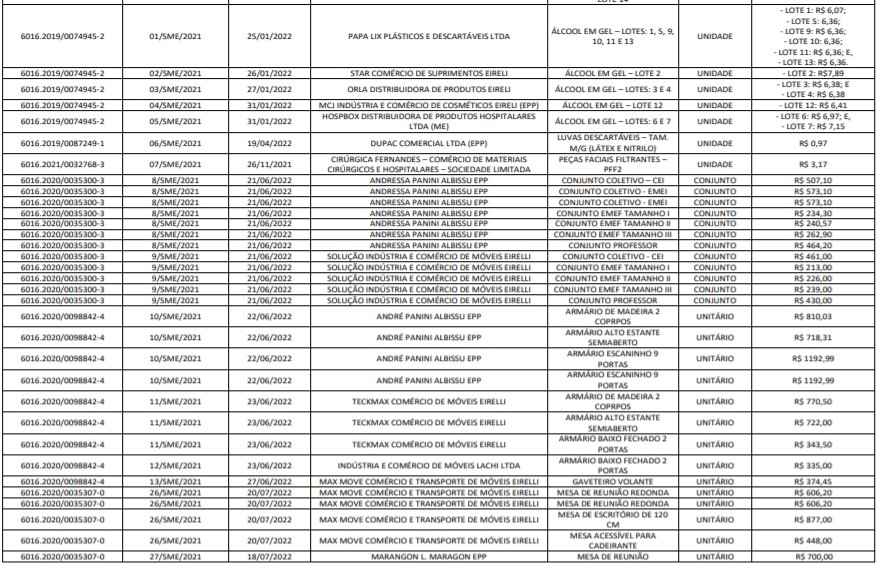 LOTE 14
6016.2019/0074945-2 01/SME/2021 25/01/2022 PAPA LIX PLÁSTICOS E DESCARTÁVEIS LTDA ÁLCOOL EM GEL – LOTES: 1, 5, 9, 10, 11 E 13 UNIDADE - LOTE 1: R$ 6,07;
- LOTE 5: 6,36;
- LOTE 9: 6,36;
- LOTE 10: 6,36;
- LOTE 11: 6,36; E,
- LOTE 13: 6,36.
6016.2019/0074945-2 02/SME/2021 26/01/2022 STAR COMÉRCIO DE SUPRIMENTOS EIRELI ÁLCOOL EM GEL – LOTE 2 UNIDADE - LOTE 2: R$7,89
6016.2019/0074945-2 03/SME/2021 27/01/2022 ORLA DISTRIBUIDORA DE PRODUTOS EIRELI ÁLCOOL EM GEL – LOTES: 3 E 4 UNIDADE - LOTE 3: R$ 6,38; E
- LOTE 4: R$ 6,38
6016.2019/0074945-2 04/SME/2021 31/01/2022 MCJ INDÚSTRIA E COMÉRCIO DE COSMÉTICOS EIRELI (EPP) ÁLCOOL EM GEL – LOTE 12 UNIDADE - LOTE 12: R$ 6,41
6016.2019/0074945-2 05/SME/2021 31/01/2022 HOSPBOX DISTRIBUIDORA DE PRODUTOS HOSPITALARES LTDA (ME) ÁLCOOL EM GEL – LOTES: 6 E 7 UNIDADE - LOTE 6: R$ 6,97; E,
- LOTE 7: R$ 7,15
6016.2019/0087249-1 06/SME/2021 19/04/2022 DUPAC COMERCIAL LTDA (EPP) LUVAS DESCARTÁVEIS – TAM. M/G (LÁTEX E NITRILO) UNIDADE R$ 0,97
6016.2021/0032768-3 07/SME/2021 26/11/2021 CIRÚRGICA FERNANDES – COMÉRCIO DE MATERIAIS CIRÚRGICOS E HOSPITALARES – SOCIEDADE LIMITADA PEÇAS FACIAIS FILTRANTES – PFF2 UNIDADE R$ 3,17
6016.2020/0035300-3 8/SME/2021 21/06/2022 ANDRESSA PANINI ALBISSU EPP CONJUNTO COLETIVO – CEI CONJUNTO R$ 507,10
6016.2020/0035300-3 8/SME/2021 21/06/2022 ANDRESSA PANINI ALBISSU EPP CONJUNTO COLETIVO - EMEI CONJUNTO R$ 573,10
6016.2020/0035300-3 8/SME/2021 21/06/2022 ANDRESSA PANINI ALBISSU EPP CONJUNTO COLETIVO - EMEI CONJUNTO R$ 573,10
6016.2020/0035300-3 8/SME/2021 21/06/2022 ANDRESSA PANINI ALBISSU EPP CONJUNTO EMEF TAMANHO I CONJUNTO R$ 234,30
6016.2020/0035300-3 8/SME/2021 21/06/2022 ANDRESSA PANINI ALBISSU EPP CONJUNTO EMEF TAMANHO II CONJUNTO R$ 240,57
6016.2020/0035300-3 8/SME/2021 21/06/2022 ANDRESSA PANINI ALBISSU EPP CONJUNTO EMEF TAMANHO III CONJUNTO R$ 262,90
6016.2020/0035300-3 8/SME/2021 21/06/2022 ANDRESSA PANINI ALBISSU EPP CONJUNTO PROFESSOR CONJUNTO R$ 464,20
6016.2020/0035300-3 9/SME/2021 21/06/2022 SOLUÇÃO INDÚSTRIA E COMÉRCIO DE MÓVEIS EIRELLI CONJUNTO COLETIVO - CEI CONJUNTO R$ 461,00
6016.2020/0035300-3 9/SME/2021 21/06/2022 SOLUÇÃO INDÚSTRIA E COMÉRCIO DE MÓVEIS EIRELLI CONJUNTO EMEF TAMANHO I CONJUNTO R$ 213,00
6016.2020/0035300-3 9/SME/2021 21/06/2022 SOLUÇÃO INDÚSTRIA E COMÉRCIO DE MÓVEIS EIRELLI CONJUNTO EMEF TAMANHO II CONJUNTO R$ 226,00
6016.2020/0035300-3 9/SME/2021 21/06/2022 SOLUÇÃO INDÚSTRIA E COMÉRCIO DE MÓVEIS EIRELLI CONJUNTO EMEF TAMANHO III CONJUNTO R$ 239,00
6016.2020/0035300-3 9/SME/2021 21/06/2022 SOLUÇÃO INDÚSTRIA E COMÉRCIO DE MÓVEIS EIRELLI CONJUNTO PROFESSOR CONJUNTO R$ 430,00
6016.2020/0098842-4 10/SME/2021 22/06/2022 ANDRÉ PANINI ALBISSU EPP ARMÁRIO DE MADEIRA 2 COPRPOS UNITÁRIO R$ 810,03
6016.2020/0098842-4 10/SME/2021 22/06/2022 ANDRÉ PANINI ALBISSU EPP ARMÁRIO ALTO ESTANTE SEMIABERTO UNITÁRIO R$ 718,31
6016.2020/0098842-4 10/SME/2021 22/06/2022 ANDRÉ PANINI ALBISSU EPP ARMÁRIO ESCANINHO 9 PORTAS UNITÁRIO R$ 1192,99
6016.2020/0098842-4 10/SME/2021 22/06/2022 ANDRÉ PANINI ALBISSU EPP ARMÁRIO ESCANINHO 9 PORTAS UNITÁRIO R$ 1192,99
6016.2020/0098842-4 11/SME/2021 23/06/2022 TECKMAX COMÉRCIO DE MÓVEIS EIRELLI ARMÁRIO DE MADEIRA 2 COPRPOS UNITÁRIO R$ 770,50
6016.2020/0098842-4 11/SME/2021 23/06/2022 TECKMAX COMÉRCIO DE MÓVEIS EIRELLI ARMÁRIO ALTO ESTANTE SEMIABERTO UNITÁRIO R$ 722,00
6016.2020/0098842-4 11/SME/2021 23/06/2022 TECKMAX COMÉRCIO DE MÓVEIS EIRELLI ARMÁRIO BAIXO FECHADO 2 PORTAS UNITÁRIO R$ 343,50
6016.2020/0098842-4 12/SME/2021 23/06/2022 INDÚSTRIA E COMÉRCIO DE MÓVEIS LACHI LTDA ARMÁRIO BAIXO FECHADO 2 PORTAS UNITÁRIO R$ 335,00
6016.2020/0098842-4 13/SME/2021 27/06/2022 MAX MOVE COMÉRCIO E TRANSPORTE DE MÓVEIS EIRELLI GAVETEIRO VOLANTE UNITÁRIO R$ 374,45
6016.2020/0035307-0 26/SME/2021 20/07/2022 MAX MOVE COMÉRCIO E TRANSPORTE DE MÓVEIS EIRELLI MESA DE REUNIÃO REDONDA UNITÁRIO R$ 606,20
6016.2020/0035307-0 26/SME/2021 20/07/2022 MAX MOVE COMÉRCIO E TRANSPORTE DE MÓVEIS EIRELLI MESA DE REUNIÃO REDONDA UNITÁRIO R$ 606,20
6016.2020/0035307-0 26/SME/2021 20/07/2022 MAX MOVE COMÉRCIO E TRANSPORTE DE MÓVEIS EIRELLI MESA DE ESCRITÓRIO DE 120 CM UNITÁRIO R$ 877,00
6016.2020/0035307-0 26/SME/2021 20/07/2022 MAX MOVE COMÉRCIO E TRANSPORTE DE MÓVEIS EIRELLI MESA ACESSÍVEL PARA CADEIRANTE UNITÁRIO R$ 448,00
6016.2020/0035307-0 27/SME/2021 18/07/2022 MARANGON L. MARAGON EPP MESA DE REUNIÃO UNITÁRIO R$ 700,00